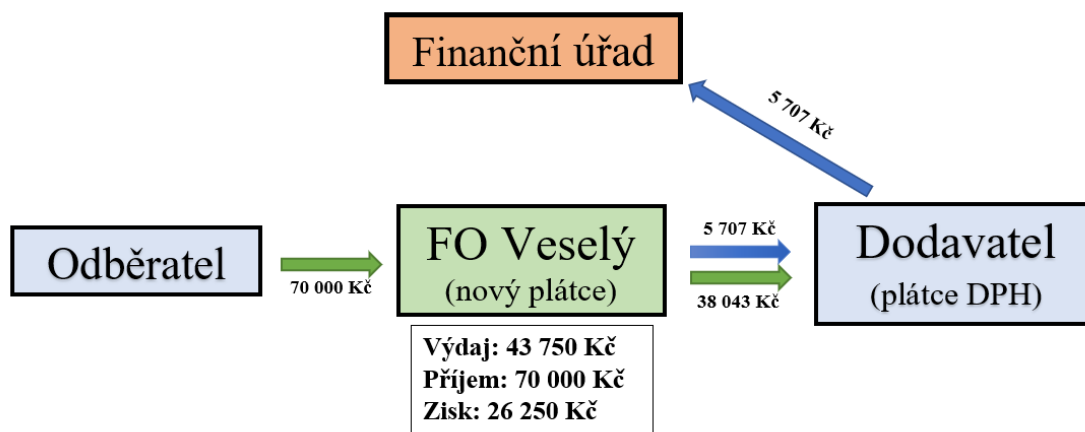 Finanční úřad
5 707 Kč
Odběratel
70 000 Kč
FO Veselý
(nový plátce)
5 707 Kč
38 043 Kč
Dodavatel
(plátce DPH)
Výdaj: 43 750 Kč
Příjem: 70 000 Kč
Zisk: 26 250 Kč